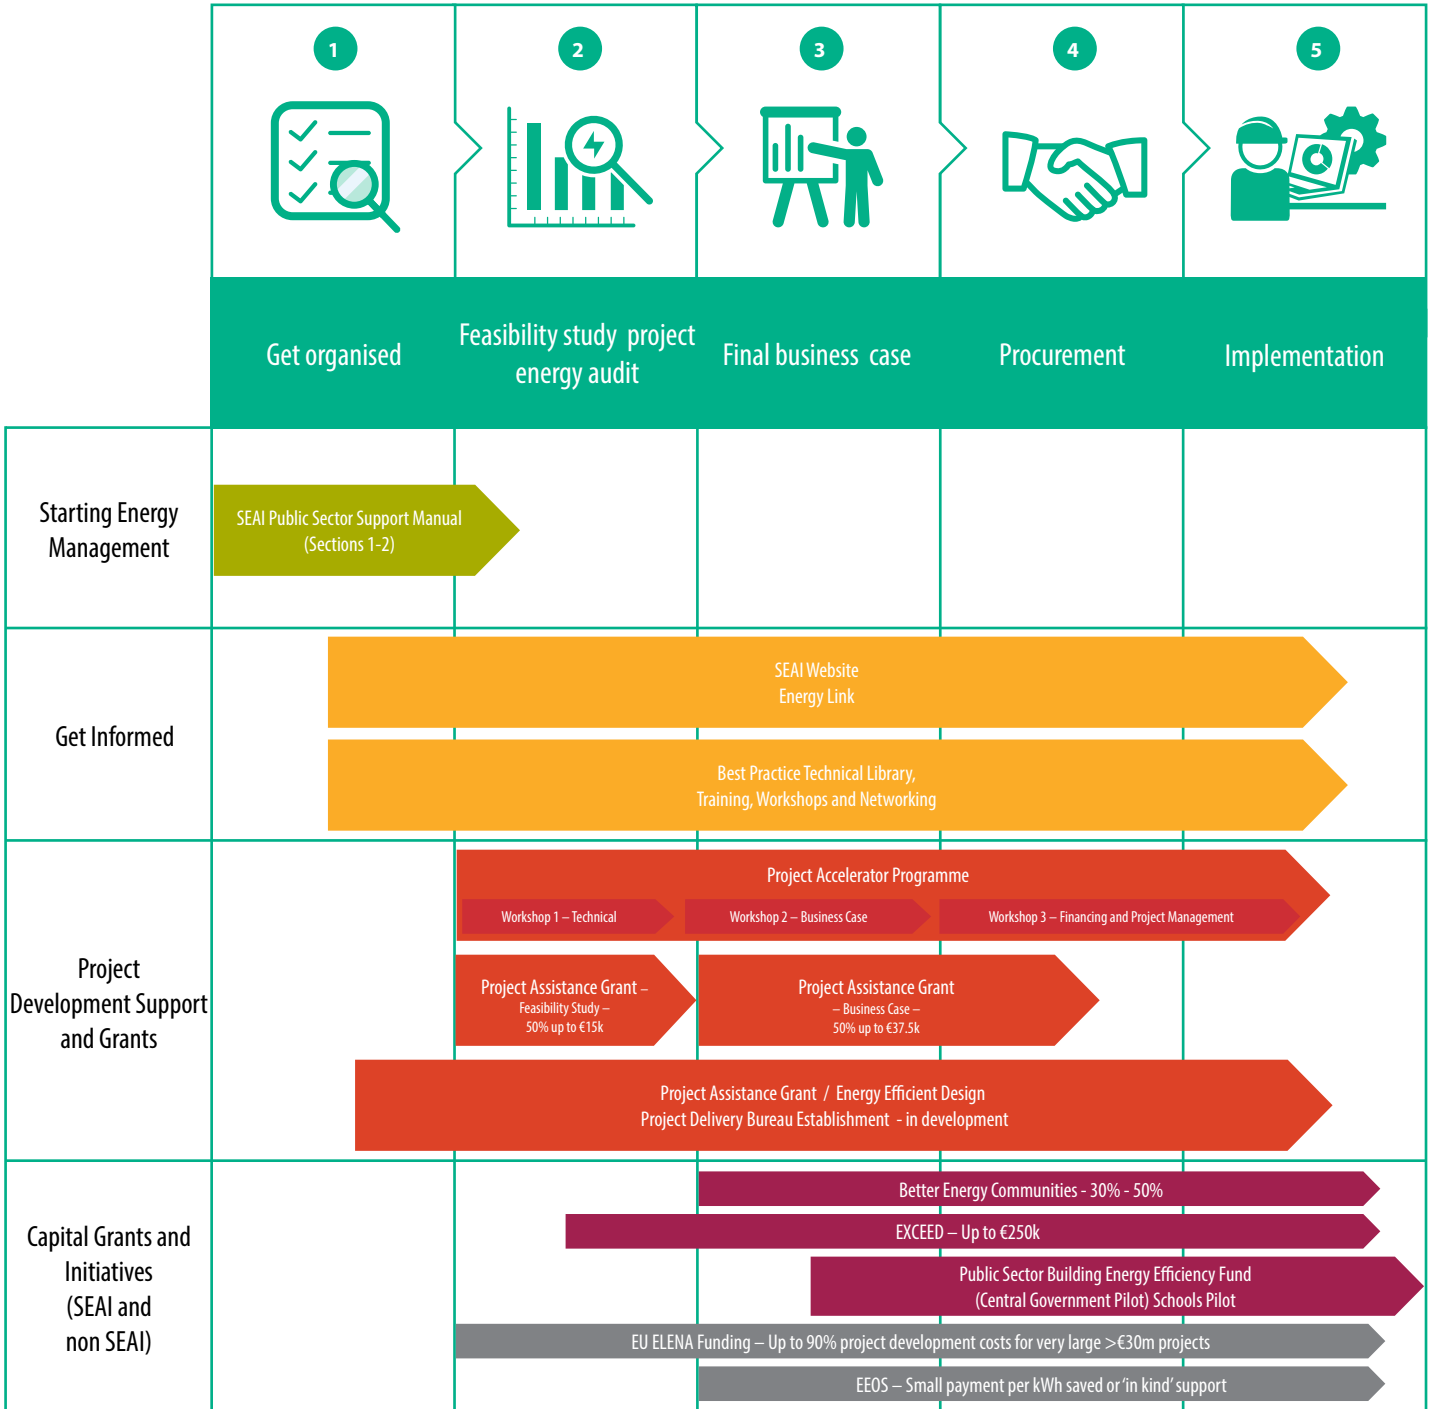 1
2
3
4
5
Get organised
Feasibility study project
energy audit
Final business case
Procurement
Implementation
Starting Energy
Management
SEAI Public Sector Support Manual
(Sections 1-2)
Get Informed
SEAI Website
Energy Link
Best Practice Technical Library,
Training, Workshops and Networking
Project
Development Support
and Grants
Project Accelerator Programme
Workshop 1 – Technical
Workshop 2 – Business Case
Workshop 3 – Financing and Project Management
Project Assistance Grant –
Feasibility Study –
50% up to €15k
Project Assistance Grant
– Business Case –
50% up to €37.5k
Project Assistance Grant / Energy Efficient Design
Project Delivery Bureau Establishment - in development
Capital Grants and
Initiatives
(SEAI and
non SEAI)
Better Energy Communities - 30% - 50%
EXCEED – Up to €250k
Public Sector Building Energy Efficiency Fund
(Central Government Pilot) Schools Pilot
EU ELENA Funding – Up to 90% project development costs for very large >€30m projects
EEOS – Small payment per kWh saved or ‘in kind’ support